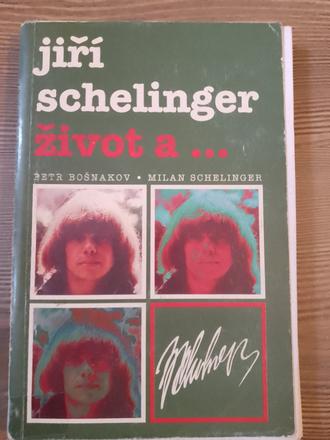 jiří
schelinger
život a ...
PETR BOŠNAKOV • MILAN SCHELINGER